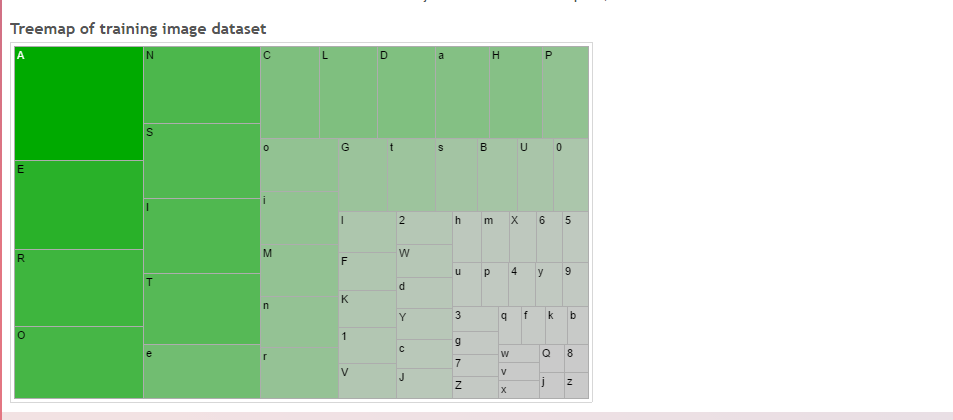 Treemap of training image dataset
A
N
C
L
D
a
H
P
S
o
G
t
s
B
U
0
E
I
i
l
2
h
m
X
6
5
R
M
F
W
u
p
4
y
9
T
d
n
K
Y
3
q
f
k
b
O
1
g
e
r
c
w
Q
8
7
V
J
v
j
z
Z
x